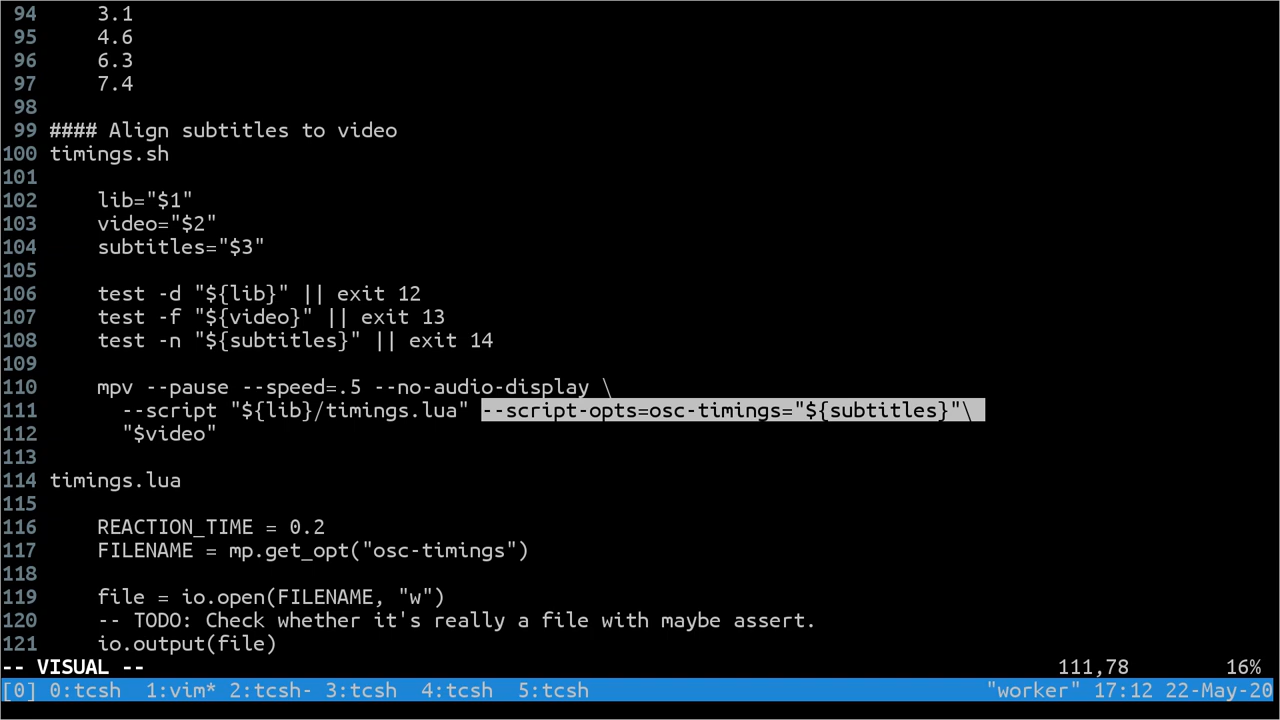 94     3.1
95     4.6
96     6.3
97     7.4
98
99 #### Align subtitles to video
100 timings.sh
101
102     lib="$1"
103     video="$2"
104     subtitles="$3"
105
106     test -d "${lib}" || exit 12
107     test -f "${video}" || exit 13
108     test -n "${subtitles}" || exit 14
109
110     mpv --pause --speed=.5 --no-audio-display \
111       --script "${lib}/timings.lua" --script-opts=osc-timings="${subtitles}"\
112       "$video"
113
114 timings.lua
115
116     REACTION_TIME = 0.2
117     FILENAME = mp.get_opt("osc-timings")
118
119     file = io.open(FILENAME, "w")
120     -- TODO: Check whether it's really a file with maybe assert.
121     io.output(file)
-- VISUAL -- 111,78 16%
[0] 0:tcsh  1:vim* 2:tcsh- 3:tcsh  4:tcsh  5:tcsh "worker" 17:12 22-May-20